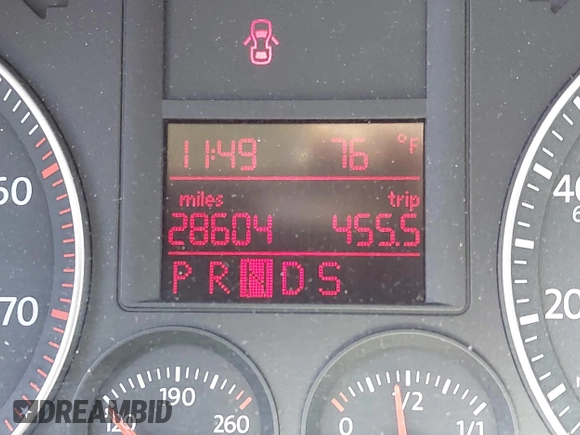 11:49 76 °F
miles trip
28604 455.5
P R N D S
60
70
190
260
0 1/2 1/1
40
20
DREAMBID